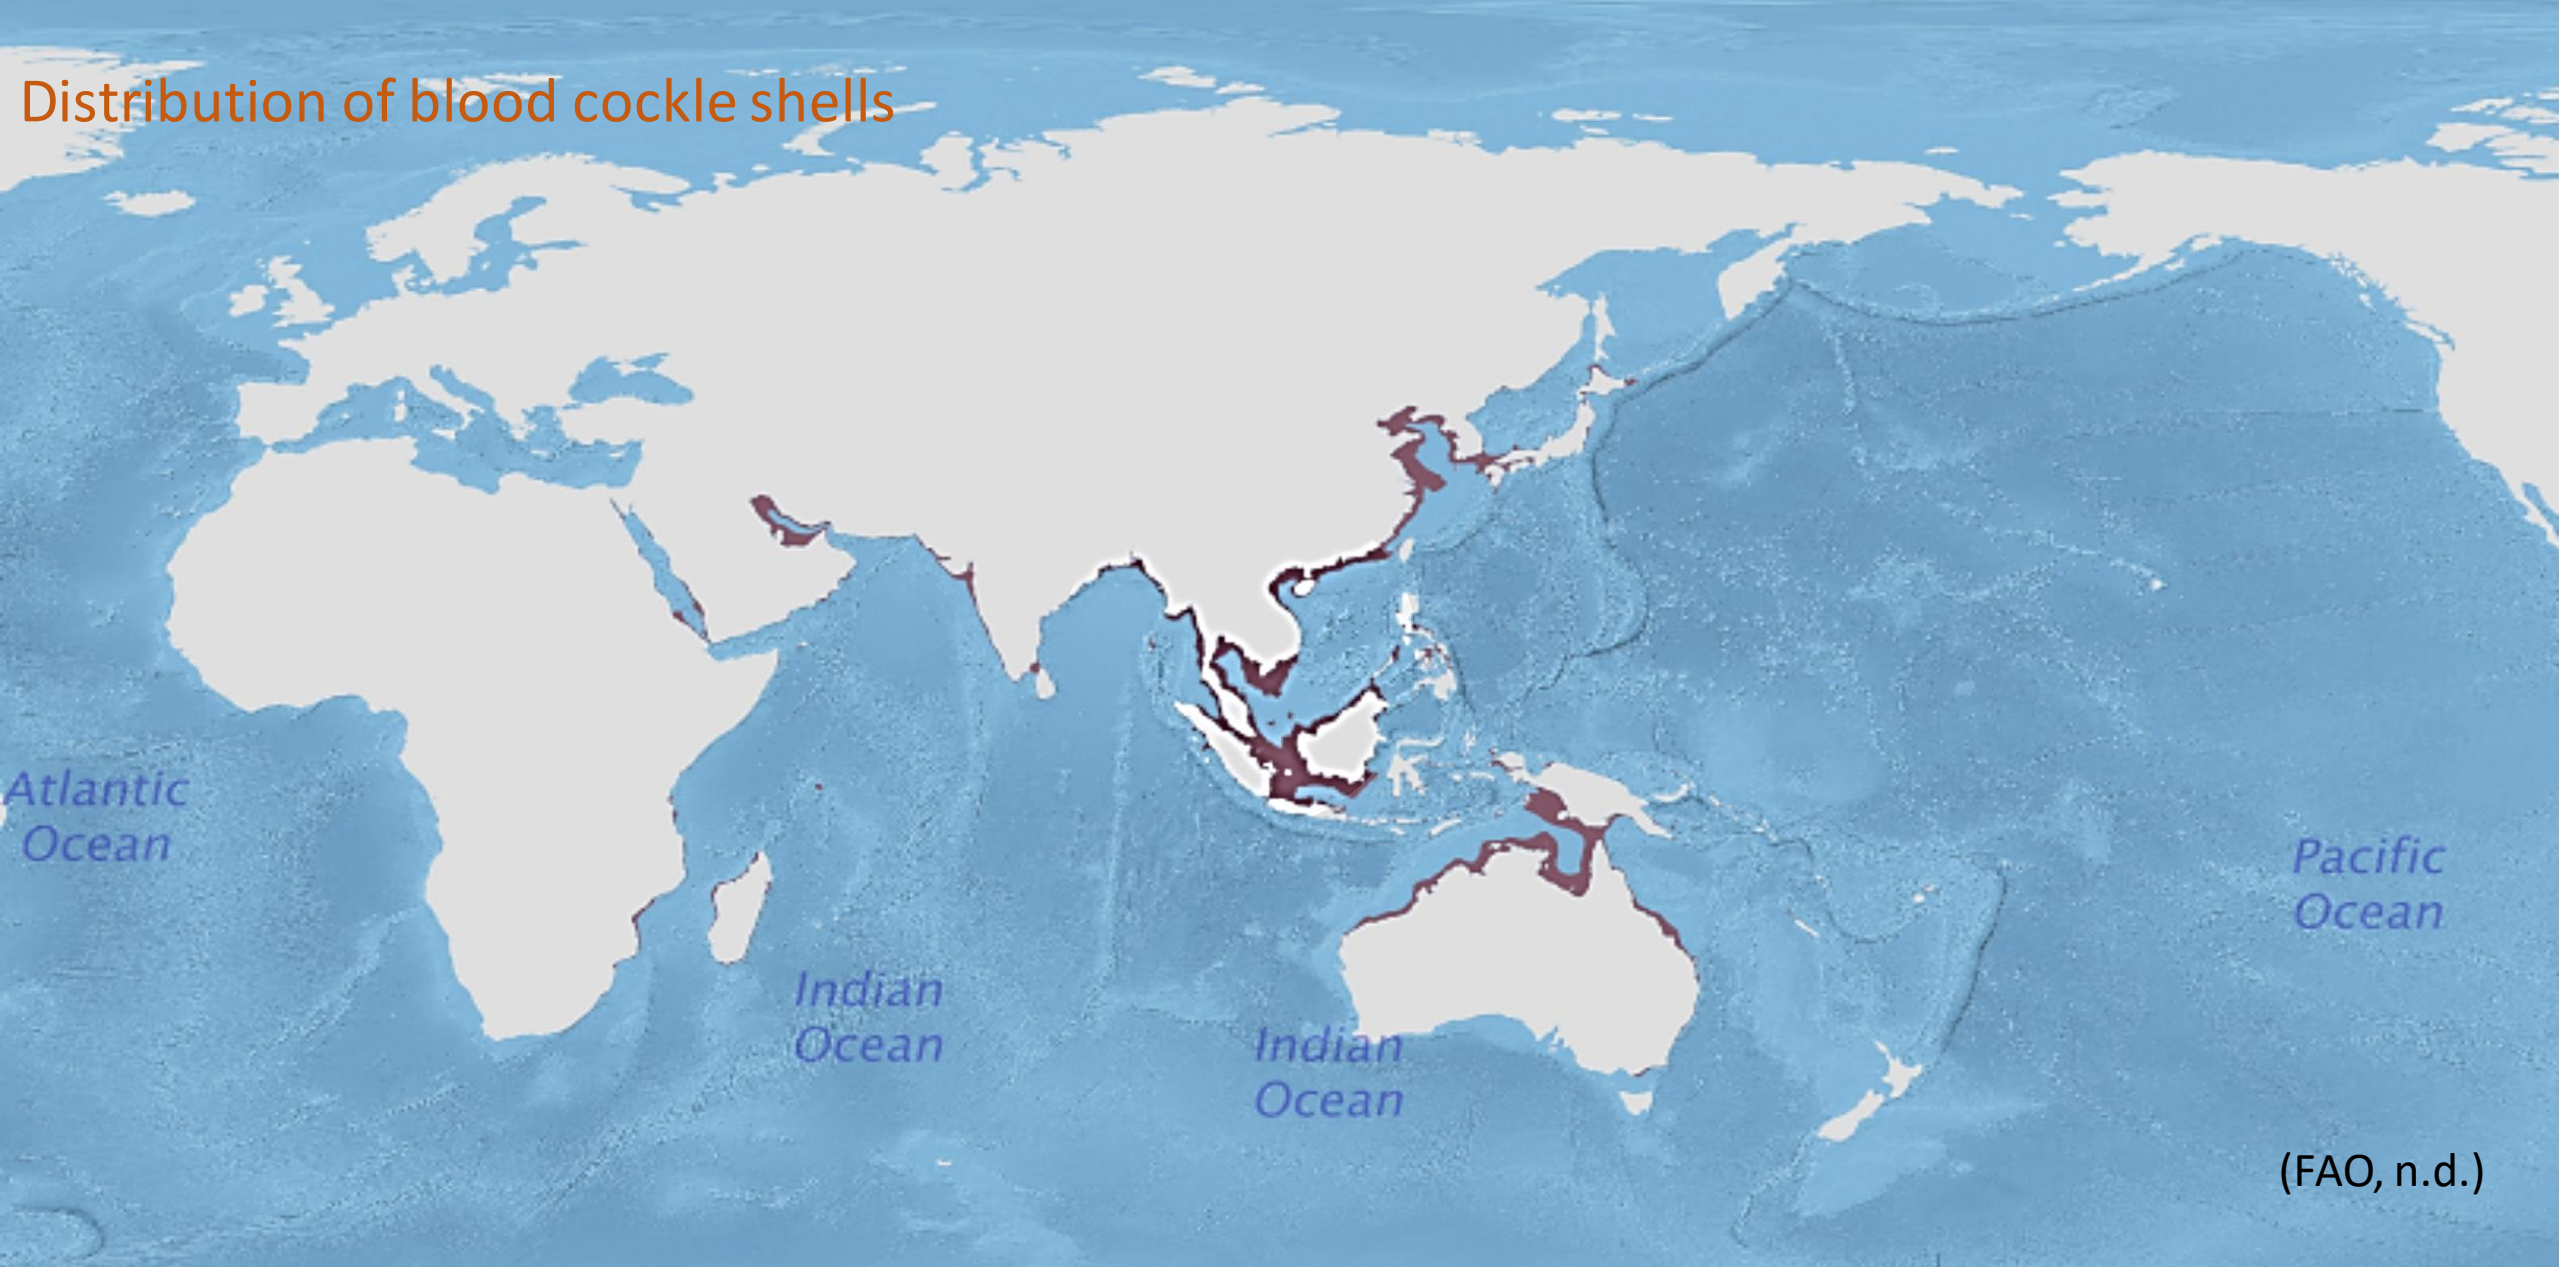 Distribution of blood cockle shells
Atlantic
Ocean
Pacific
Ocean
Indian
Ocean
Indian
Ocean
(FAO, n.d.)